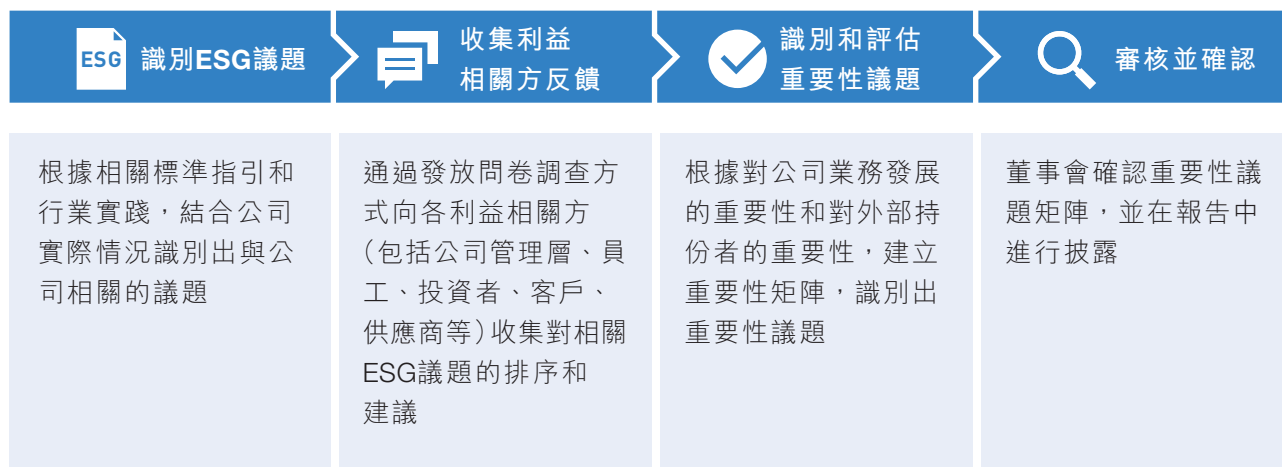 ESG
識別ESG議題
收集利益
相關方反饋
識別和評估
重要性議題
審核並確認
根據相關標準指引和
行業實踐，結合公司
實際情況識別出與公
司相關的議題
通過發放問卷調查方
式向各利益相關方
（包括公司管理層、員
工、投資者、客戶、
供應商等）收集對相關
ESG議題的排序和
建議
根據對公司業務發展
的重要性和對外部持
份者的重要性，建立
重要性矩陣，識別出
重要性議題
董事會確認重要性議
題矩陣，並在報告中
進行披露